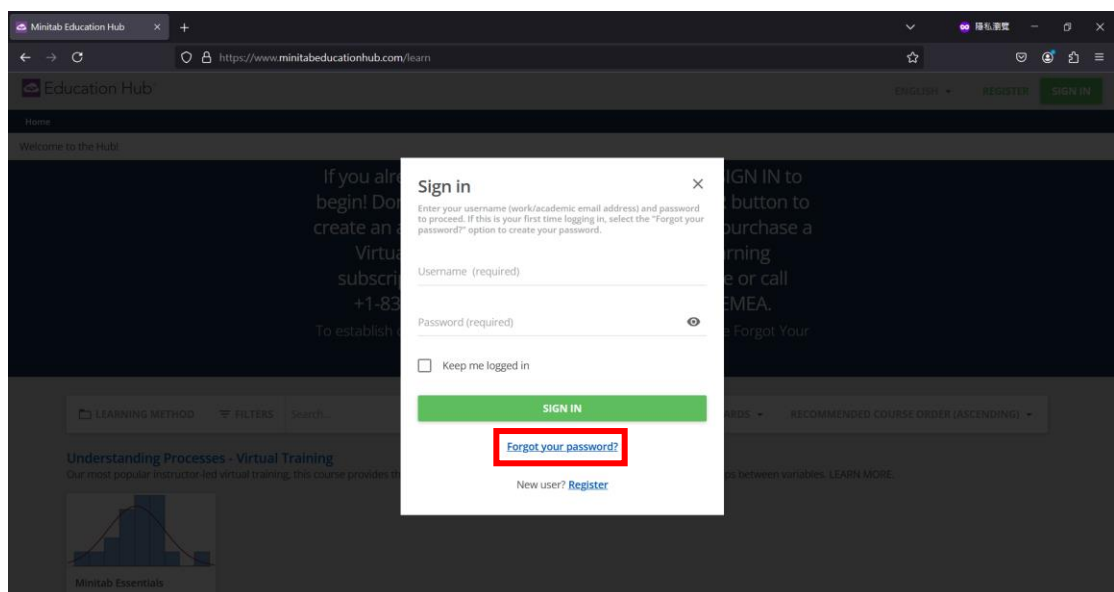 Minitab Education Hub
隱私瀏覽
https://www.minitabeducationhub.com/learn
Education Hub
ENGLISH
REGISTER
SIGN IN
Home
Welcome to the Hub!
If you alre
IGN IN to
begin! Don
button to
create an a
urchase a
Virtua
rning
subscrip
e or call
+1-83
EMEA.
To establish
e Forgot Your
Sign in
Enter your username (work/academic email address) and password
to proceed. If this is your first time logging in, select the "Forgot your
password?" option to create your password.
Username (required)
Password (required)
Keep me logged in
SIGN IN
Forgot your password?
New user? Register
LEARNING METHOD
FILTERS
Search...
ARDS
RECOMMENDED COURSE ORDER (ASCENDING)
Understanding Processes - Virtual Training
Our most popular instructor-led virtual training, this course provides th
ps between variables. LEARN MORE.
Minitab Essentials